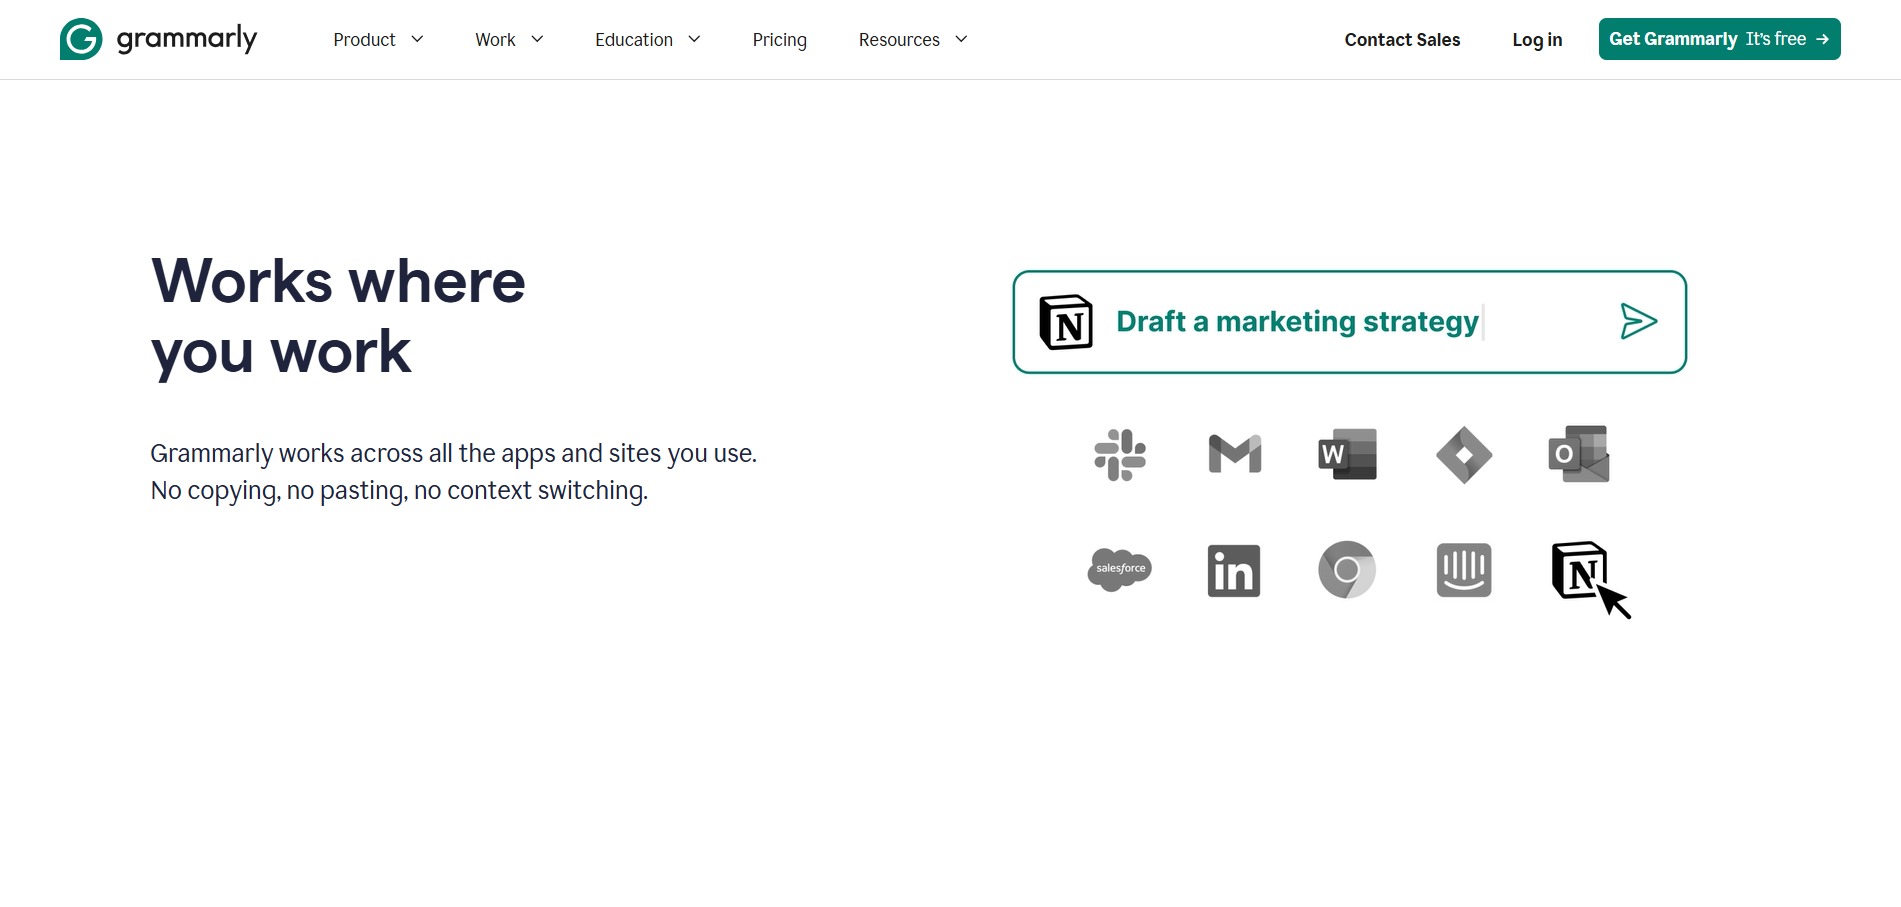 grammarly
Product
Work
Education
Pricing
Resources
Contact Sales
Log in
Get Grammarly It's free →
Works where
you work
Grammarly works across all the apps and sites you use.
No copying, no pasting, no context switching.
N Draft a marketing strategy
W
O
salesforce
in
N